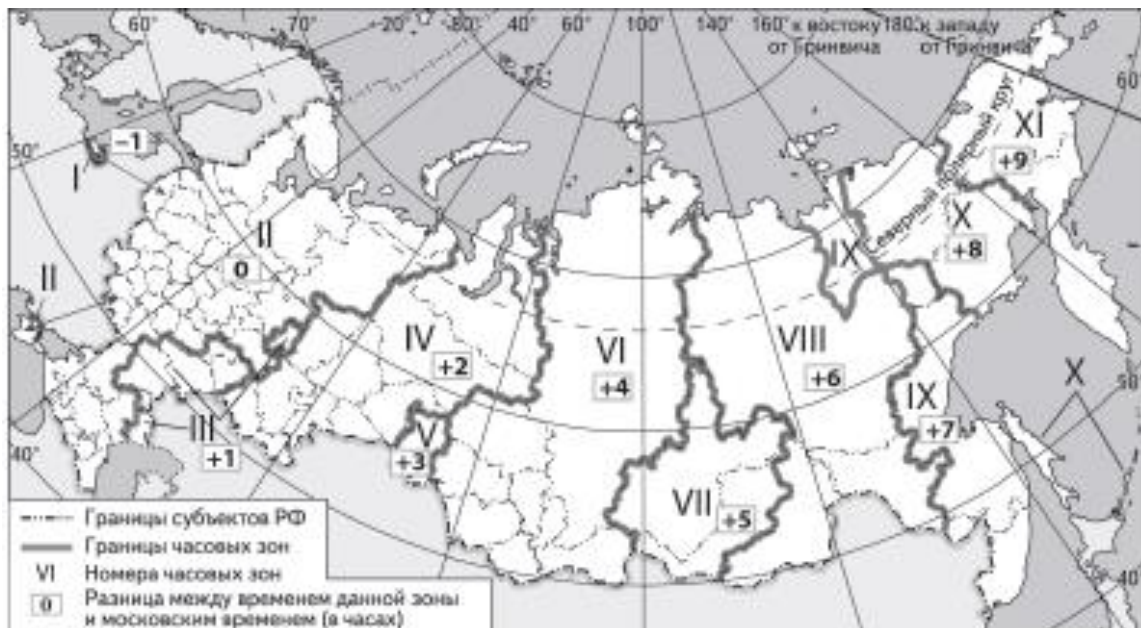 60° 70° 80° 40° 60° 100° 140° 160° к востоку от Гринвича 180° к западу от Гринвича
60°
50°
40°
I
−1
II
II
0
III
+1
IV
+2
V
+3
VI
+4
VII
+5
VIII
+6
IX
IX
+7
X
+8
XI
+9
X
Северный полярный круг
50°
40°
Границы субъектов РФ
Границы часовых зон
VI Номера часовых зон
0 Разница между временем данной зоны
и московским временем (в часах)